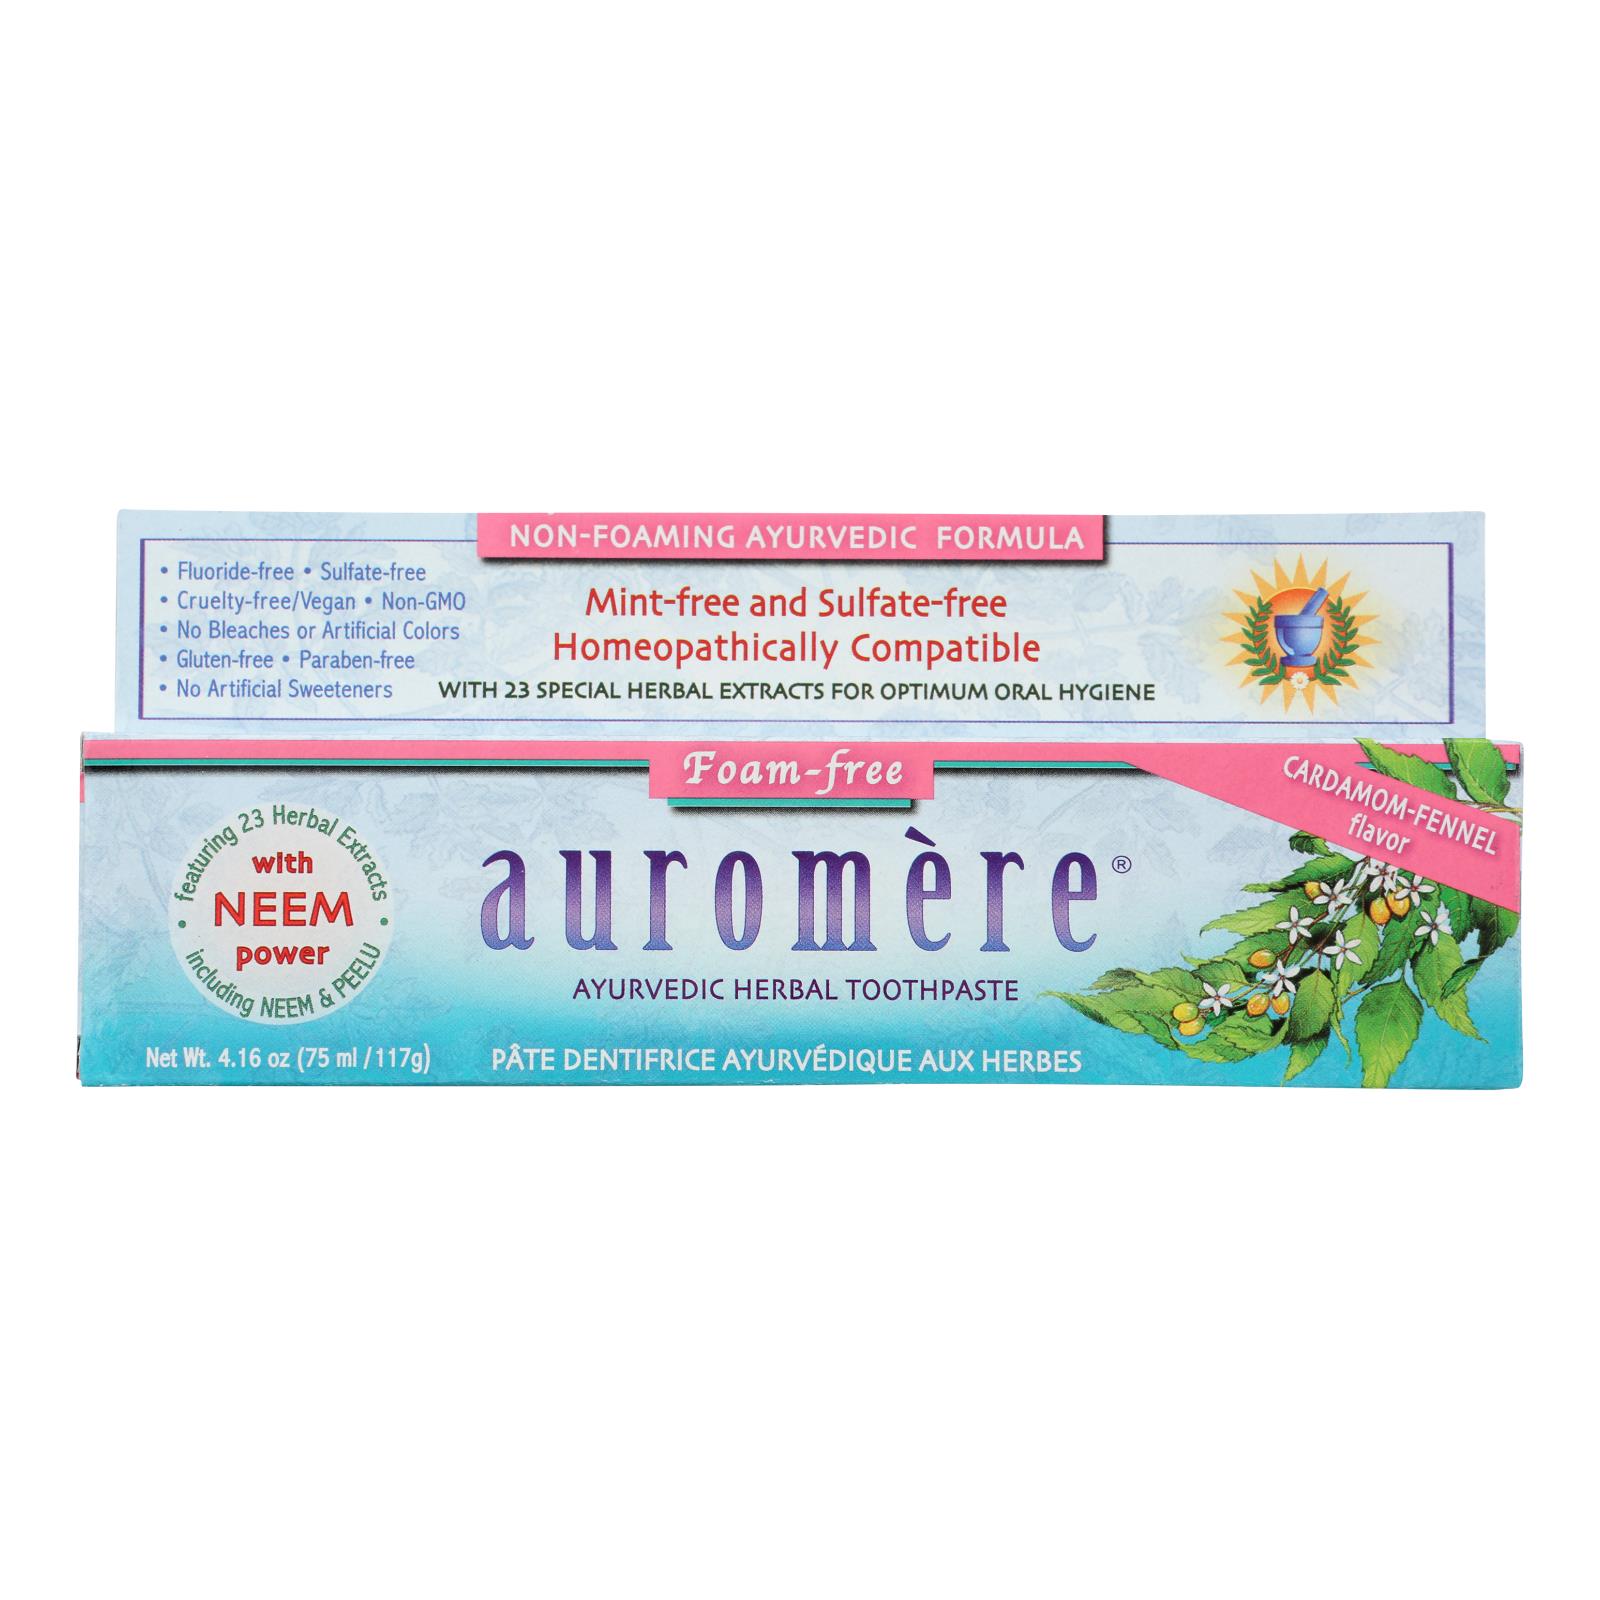 NON-FOAMING AYURVEDIC FORMULA
• Fluoride-free • Sulfate-free
• Cruelty-free/Vegan • Non-GMO
• No Bleaches or Artificial Colors
• Gluten-free • Paraben-free
• No Artificial Sweeteners
Mint-free and Sulfate-free
Homeopathically Compatible
WITH 23 SPECIAL HERBAL EXTRACTS FOR OPTIMUM ORAL HYGIENE
Foam-free
CARDAMOM-FENNEL
flavor
• featuring 23 Herbal Extracts •
with
NEEM
power
including NEEM & PEELU
auromère®
AYURVEDIC HERBAL TOOTHPASTE
Net Wt. 4.16 oz (75 ml / 117g)
PÂTE DENTIFRICE AYURVÉDIQUE AUX HERBES